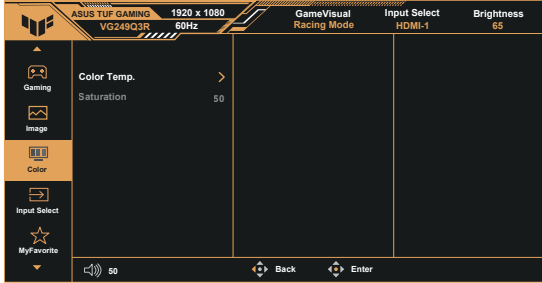 ASUS TUF GAMING 1920 x 1080 GameVisual Input Select Brightness
VG249Q3R 60Hz Racing Mode HDMI-1 65
Gaming
Color Temp.
Saturation 50
Image
Color
Input Select
MyFavorite
50 Back Enter